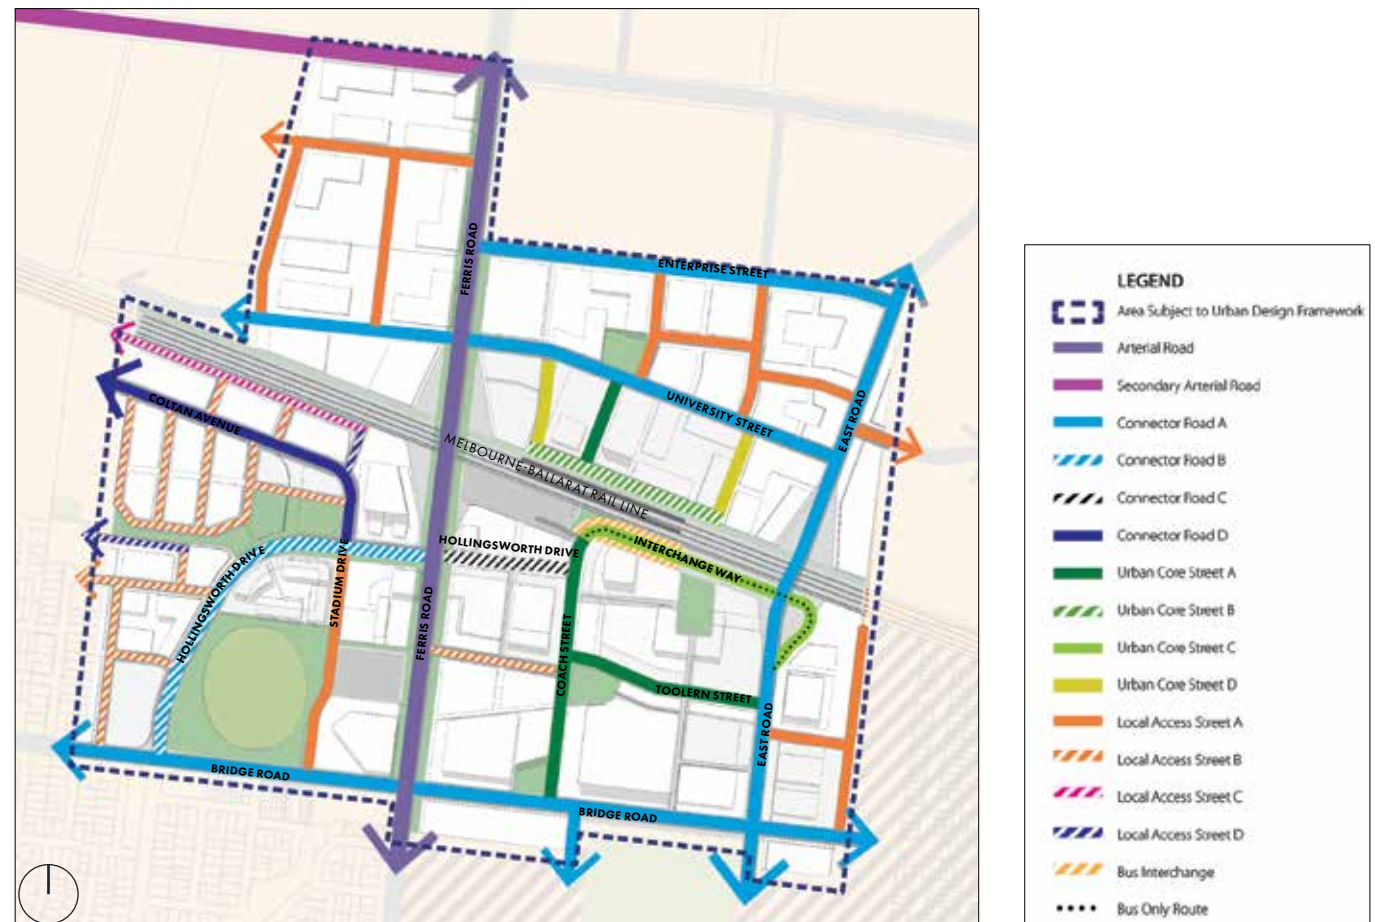 ENTERPRISE STREET
FERRIS ROAD
UNIVERSITY STREET
EAST ROAD
COLTAN AVENUE
MELBOURNE-BALLARAT RAIL LINE
HOLLINGSWORTH DRIVE
INTERCHANGE WAY
HOLLINGSWORTH DRIVE
STADIUM DRIVE
FERRIS ROAD
COACH STREET
TOOLERN STREET
EAST ROAD
BRIDGE ROAD
BRIDGE ROAD
LEGEND
Area Subject to Urban Design Framework
Arterial Road
Secondary Arterial Road
Connector Road A
Connector Road B
Connector Road C
Connector Road D
Urban Core Street A
Urban Core Street B
Urban Core Street C
Urban Core Street D
Local Access Street A
Local Access Street B
Local Access Street C
Local Access Street D
Bus Interchange
Bus Only Route